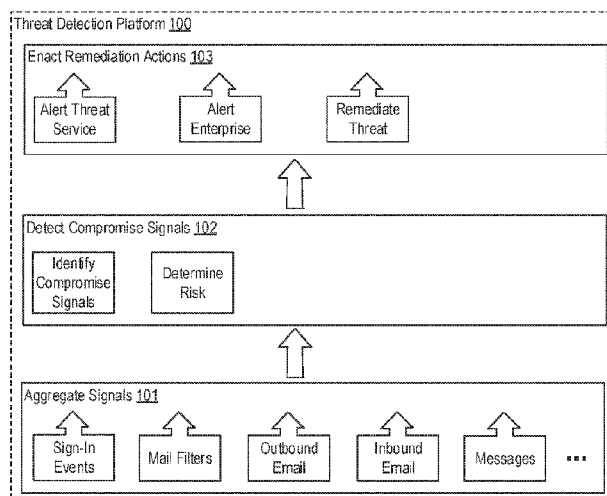 Threat Detection Platform 100
Enact Remediation Actions 103
Alert Threat
Service
Alert
Enterprise
Remediate
Threat
Detect Compromise Signals 102
Identify
Compromise
Signals
Determine
Risk
Aggregate Signals 101
Sign-In
Events
Mail Filters
Outbound
Email
Inbound
Email
Messages
•••